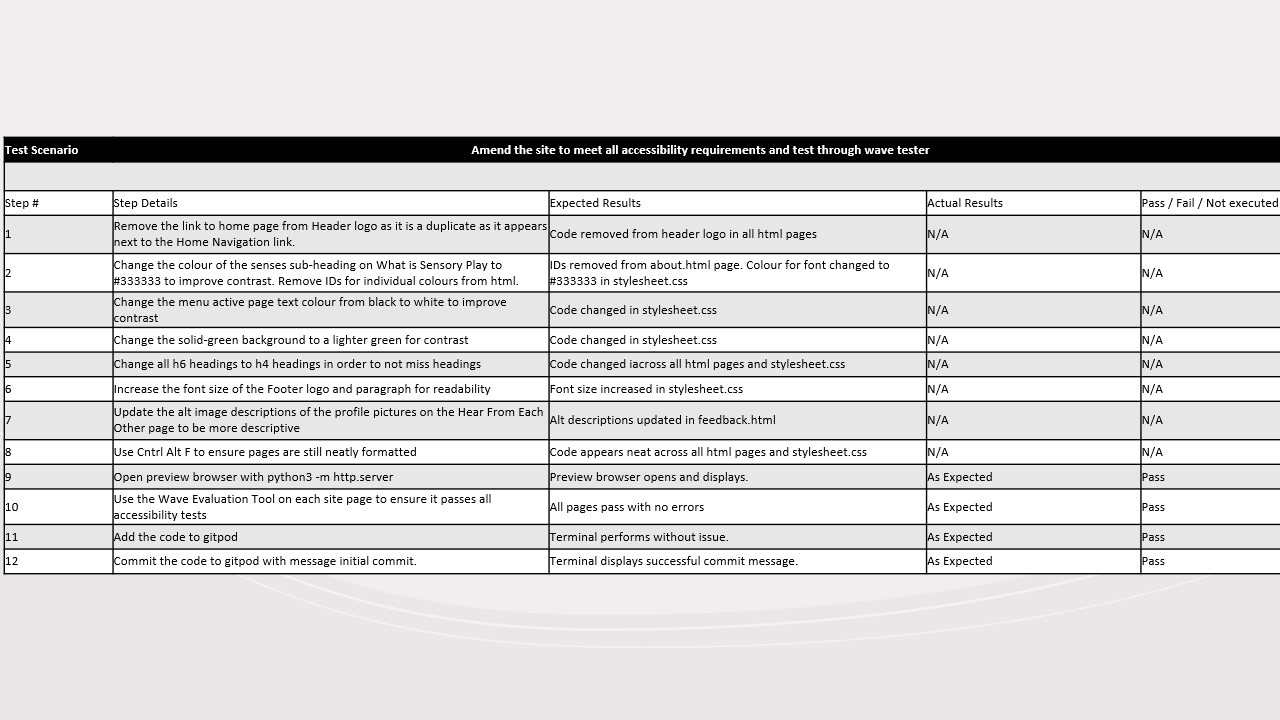 Test Scenario Amend the site to meet all accessibility requirements and test through wave tester
Step # Step Details Expected Results Actual Results Pass / Fail / Not executed
1 Remove the link to home page from Header logo as it is a duplicate as it appears
next to the Home Navigation link. Code removed from header logo in all html pages N/A N/A
2 Change the colour of the senses sub-heading on What is Sensory Play to
#333333 to improve contrast. Remove IDs for individual colours from html. IDs removed from about.html page. Colour for font changed to
#333333 in stylesheet.css N/A N/A
3 Change the menu active page text colour from black to white to improve
contrast Code changed in stylesheet.css N/A N/A
4 Change the solid-green background to a lighter green for contrast Code changed in stylesheet.css N/A N/A
5 Change all h6 headings to h4 headings in order to not miss headings Code changed iacross all html pages and stylesheet.css N/A N/A
6 Increase the font size of the Footer logo and paragraph for readability Font size increased in stylesheet.css N/A N/A
7 Update the alt image descriptions of the profile pictures on the Hear From Each
Other page to be more descriptive Alt descriptions updated in feedback.html N/A N/A
8 Use Cntrl Alt F to ensure pages are still neatly formatted Code appears neat across all html pages and stylesheet.css N/A N/A
9 Open preview browser with python3 -m http.server Preview browser opens and displays. As Expected Pass
10 Use the Wave Evaluation Tool on each site page to ensure it passes all
accessibility tests All pages pass with no errors As Expected Pass
11 Add the code to gitpod Terminal performs without issue. As Expected Pass
12 Commit the code to gitpod with message initial commit. Terminal displays successful commit message. As Expected Pass